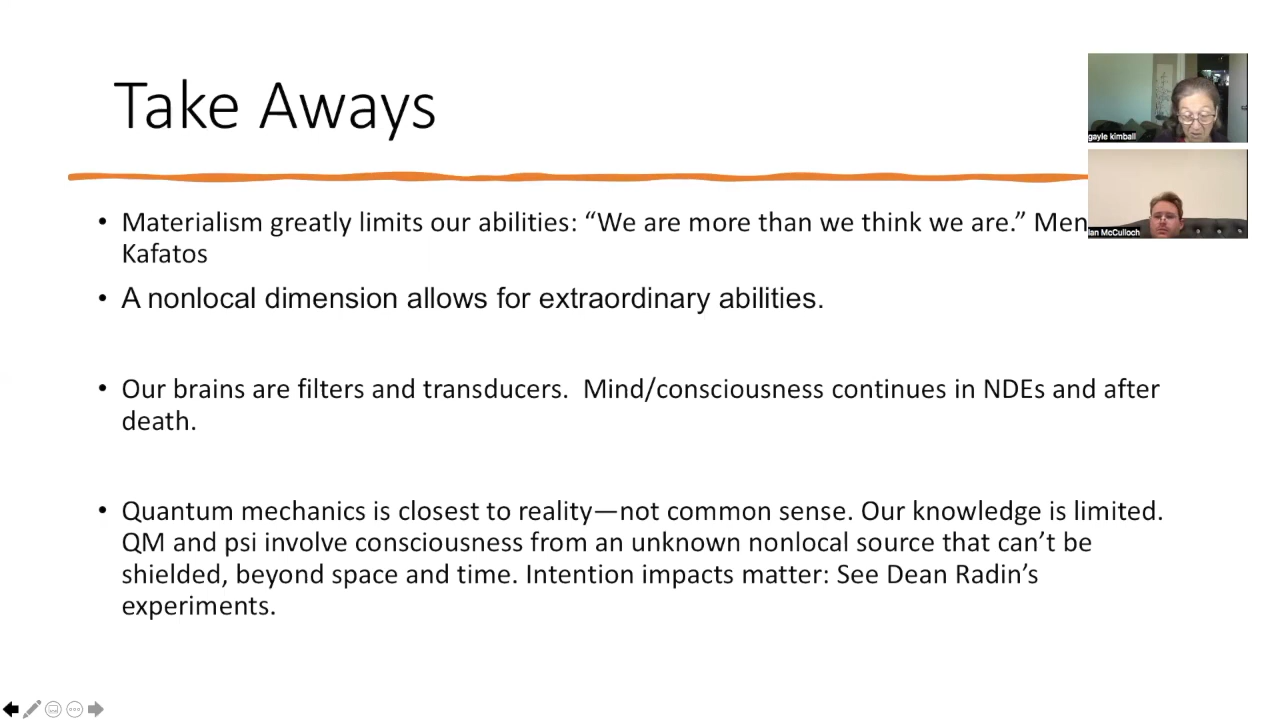 Take Aways
gayle kimball
Ian McCulloch
• Materialism greatly limits our abilities: “We are more than we think we are.” Men
Kafatos
• A nonlocal dimension allows for extraordinary abilities.
• Our brains are filters and transducers.  Mind/consciousness continues in NDEs and after
death.
• Quantum mechanics is closest to reality—not common sense. Our knowledge is limited.
QM and psi involve consciousness from an unknown nonlocal source that can’t be
shielded, beyond space and time. Intention impacts matter: See Dean Radin’s
experiments.